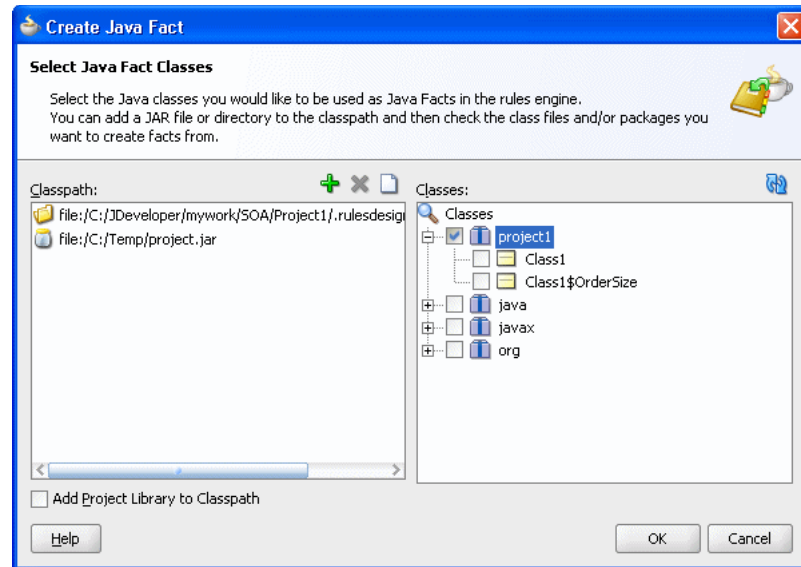 Create Java Fact
Select Java Fact Classes
Select the Java classes you would like to be used as Java Facts in the rules engine.
You can add a JAR file or directory to the classpath and then check the class files and/or packages you
want to create facts from.
Classpath:
file:/C:/JDeveloper/mywork/SOA/Project1/.rulesdesig
file:/C:/Temp/project.jar
Classes:
Classes
project1
Class1
Class1$OrderSize
java
javax
org
Add Project Library to Classpath
Help
OK
Cancel